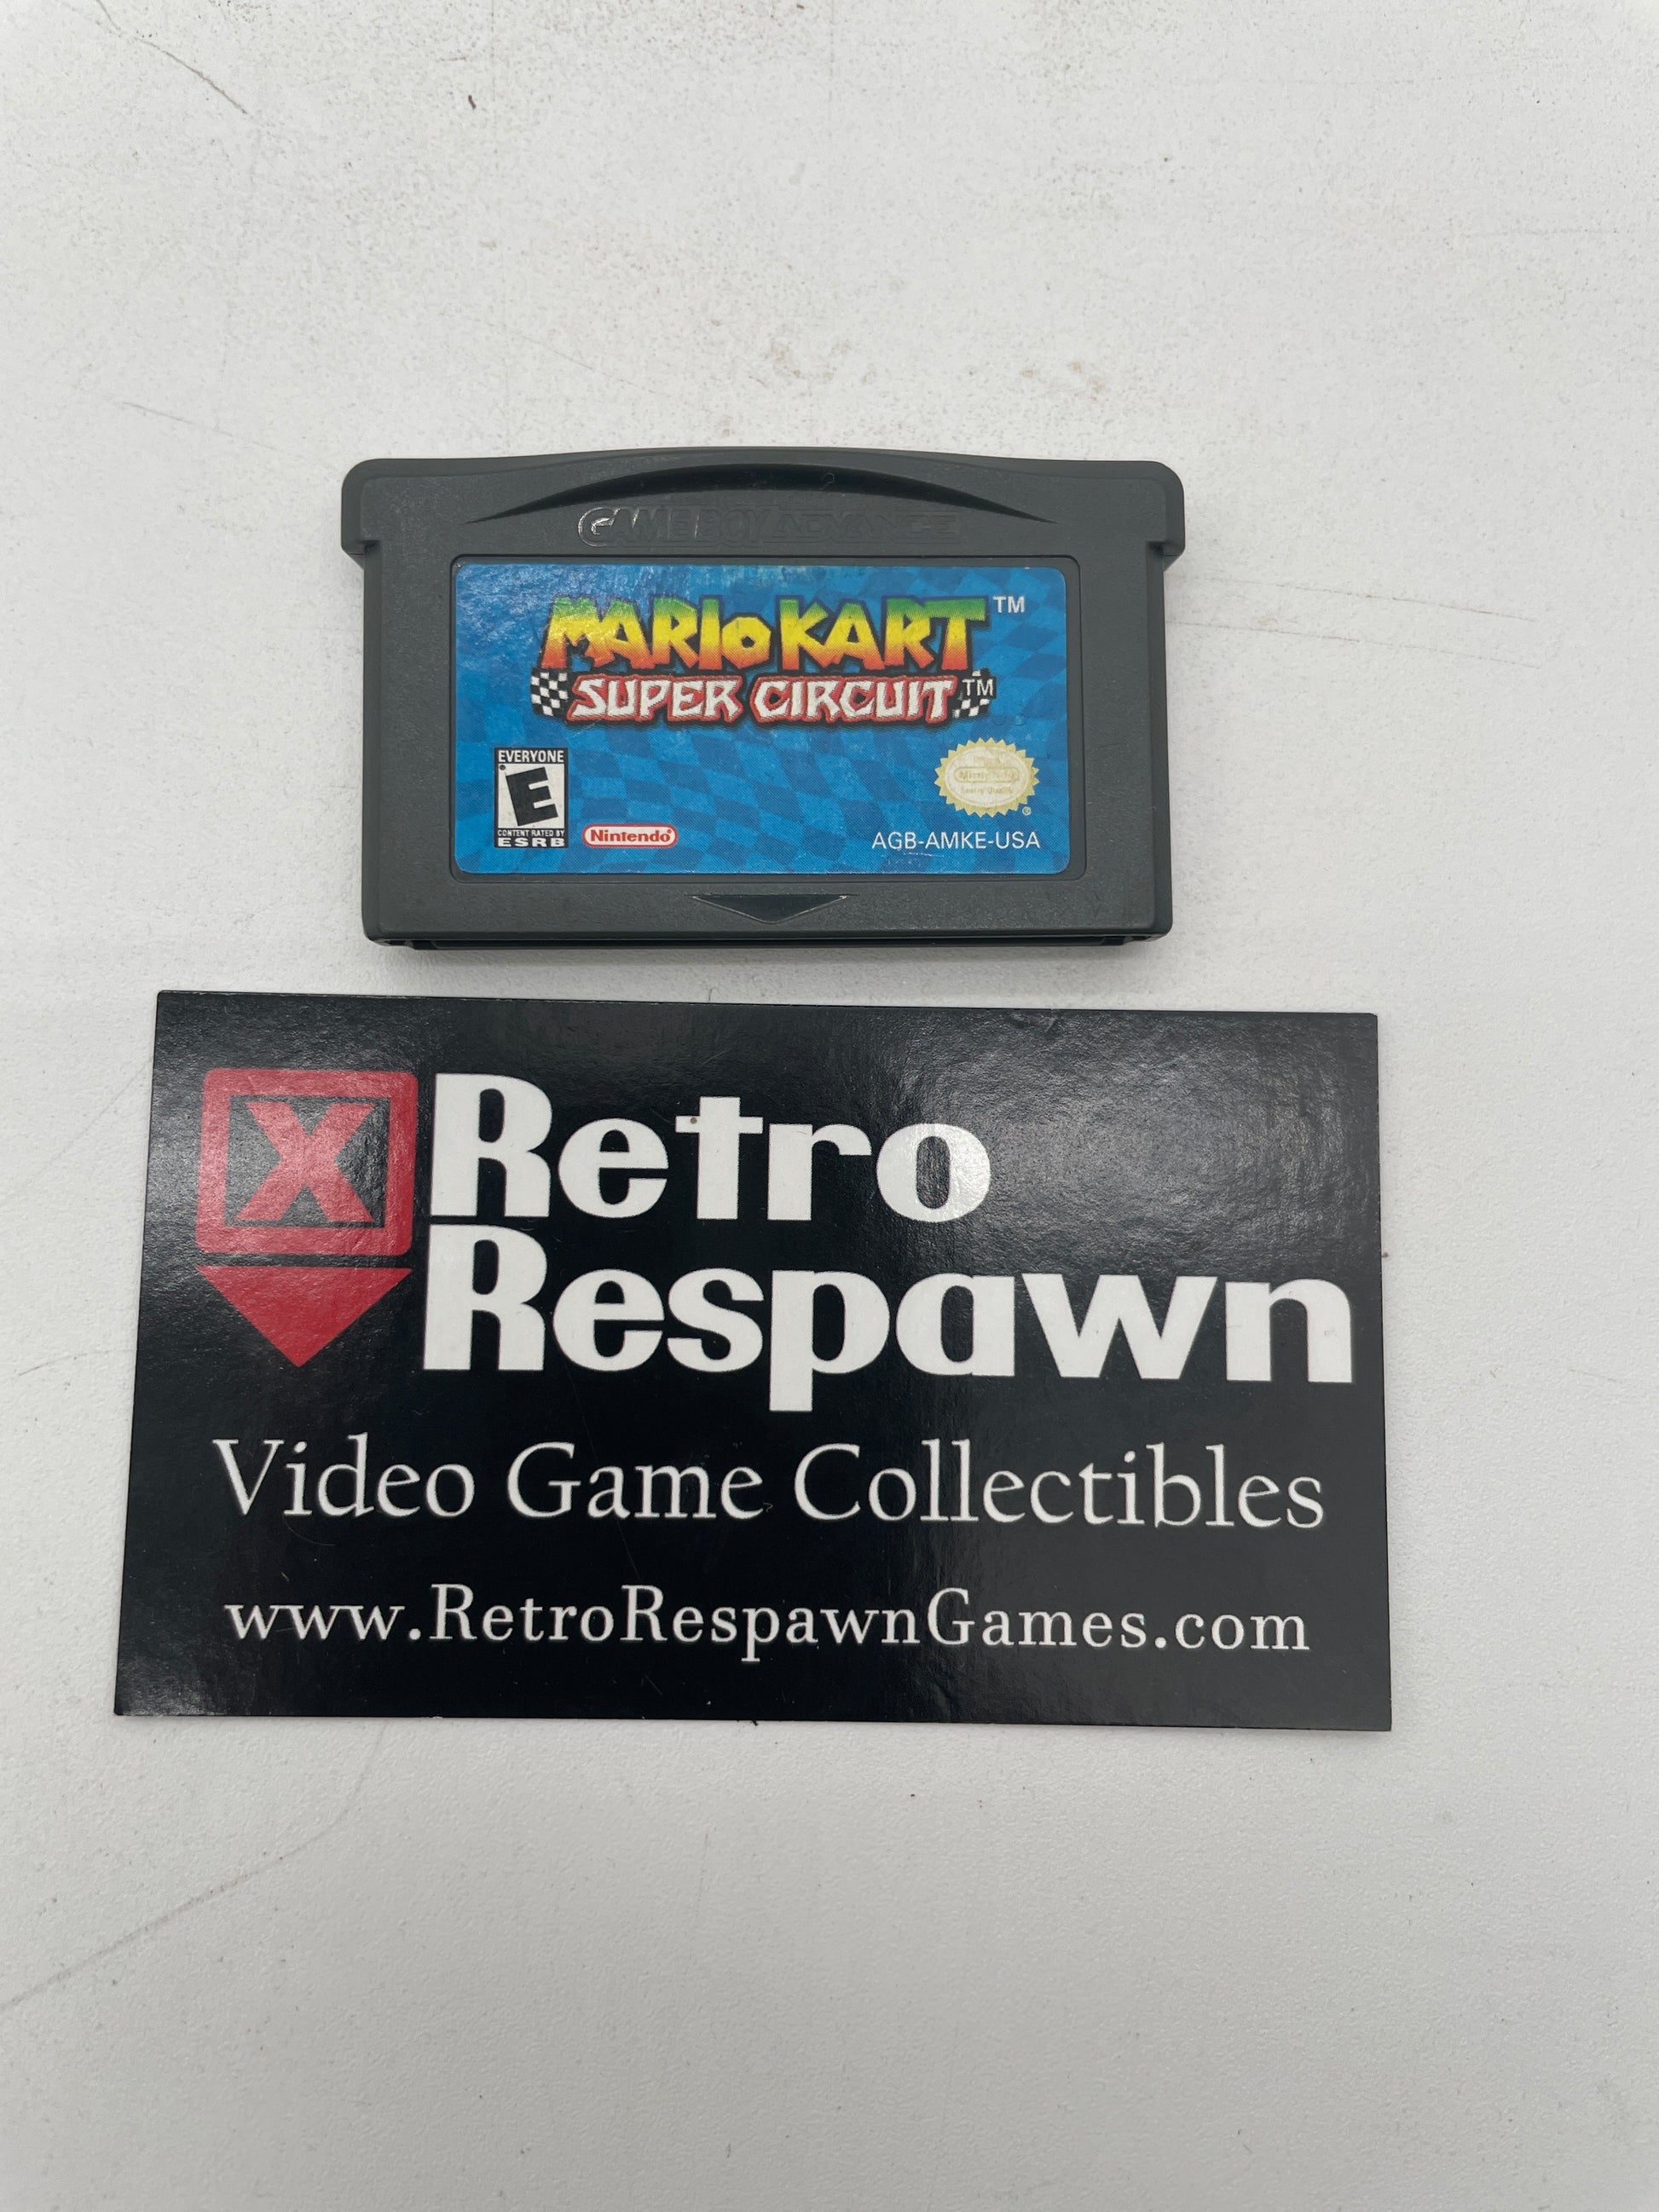 GAME BOY ADVANCE
MARIO KART™
SUPER CIRCUIT™
EVERYONE
E
CONTENT RATED BY
ESRB
Nintendo®
®
AGB-AMKE-USA
X
Retro
Respawn
Video Game Collectibles
www.RetroRespawnGames.com